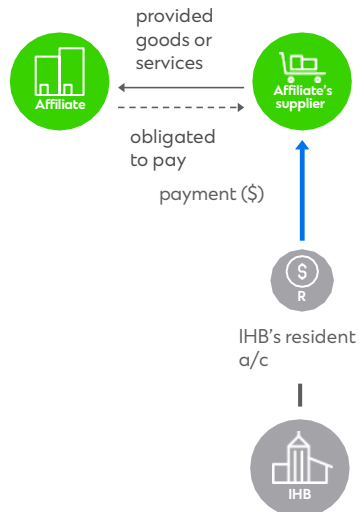 provided
goods or
services
Affiliate
Affiliate's
supplier
obligated
to pay
payment ($)
$
R
IHB's resident
a/c
IHB